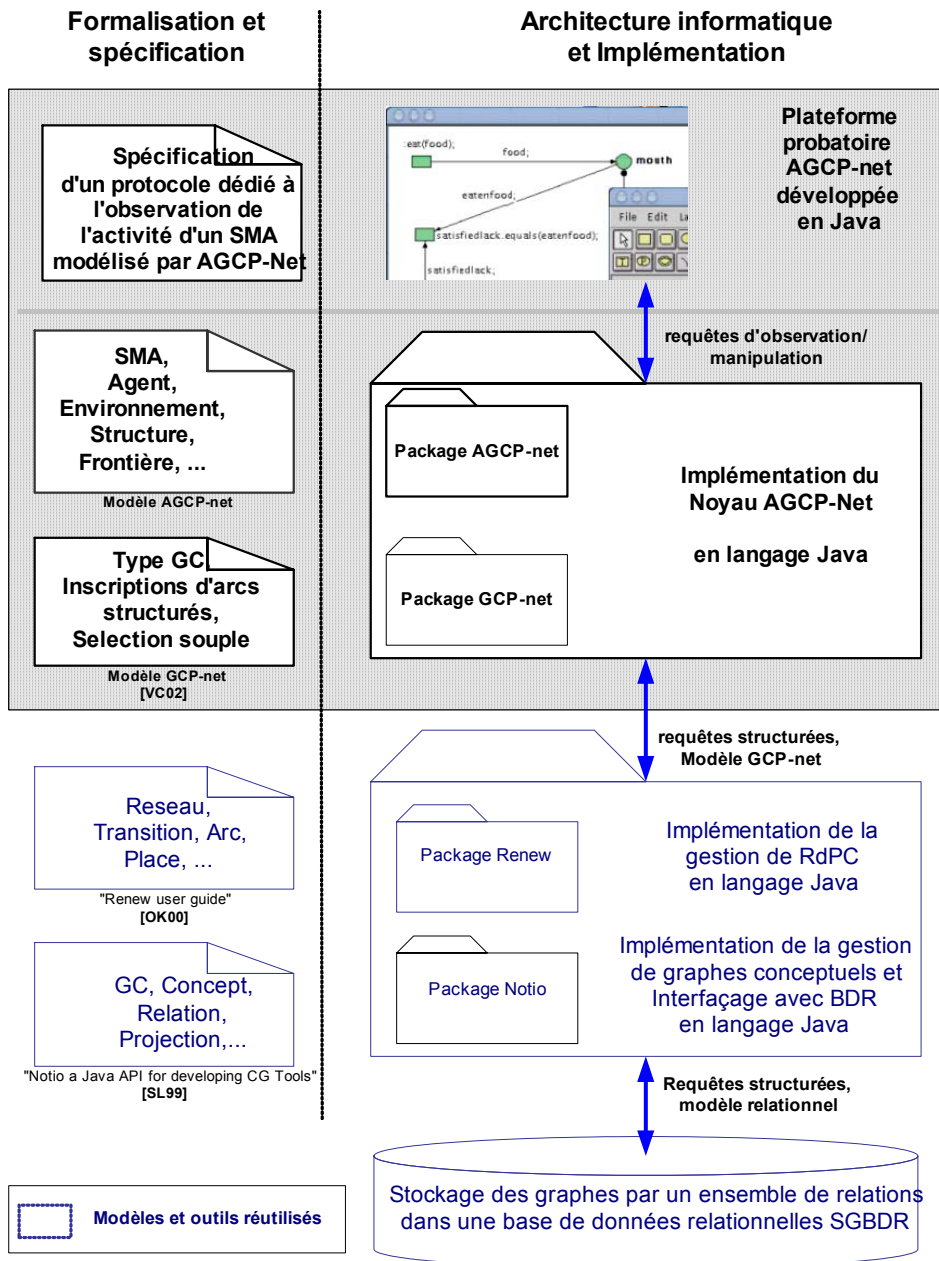 Formalisation et
spécification
Architecture informatique
et Implémentation
Spécification
d'un protocole dédié à
l'observation de
l'activité d'un SMA
modélisé par AGCP-Net
:eat(food);
food;
mouth
eatenfood;
satisfiedlack.equals(eatenfood);
satisfiedlack;
File Edit
T
Plateforme
probatoire
AGCP-net
développée
en Java
requêtes d'observation/
manipulation
SMA,
Agent,
Environnement,
Structure,
Frontière, ...
Modèle AGCP-net
Package AGCP-net
Implémentation du
Noyau AGCP-Net
en langage Java
Type GC,
Inscriptions d'arcs
structurés,
Selection souple
Modèle GCP-net
[VC02]
Package GCP-net
requêtes structurées,
Modèle GCP-net
Reseau,
Transition, Arc,
Place, ...
"Renew user guide"
[OK00]
Package Renew
Implémentation de la
gestion de RdPC
en langage Java
GC, Concept,
Relation,
Projection,...
"Notio a Java API for developing CG Tools"
[SL99]
Package Notio
Implémentation de la gestion
de graphes conceptuels et
Interfaçage avec BDR
en langage Java
Requêtes structurées,
modèle relationnel
Stockage des graphes par un ensemble de relations
dans une base de données relationnelles SGBDR
Modèles et outils réutilisés